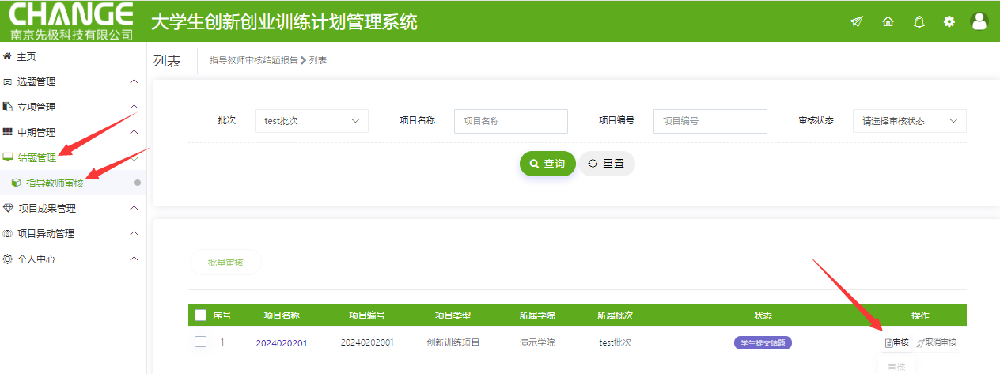 CHANGE
南京先极科技有限公司
大学生创新创业训练计划管理系统
主页
选题管理
立项管理
中期管理
结题管理
指导教师审核
项目成果管理
项目异动管理
个人中心
列表 指导教师审核结题报告 列表
批次 test批次 项目名称 项目名称 项目编号 项目编号 审核状态 请选择审核状态
查询 重置
批量审核
序号 项目名称 项目编号 项目类型 所属学院 所属批次 状态 操作
1 2024020201 20240202001 创新训练项目 演示学院 test批次 学生提交结题 审核 取消审核
审核